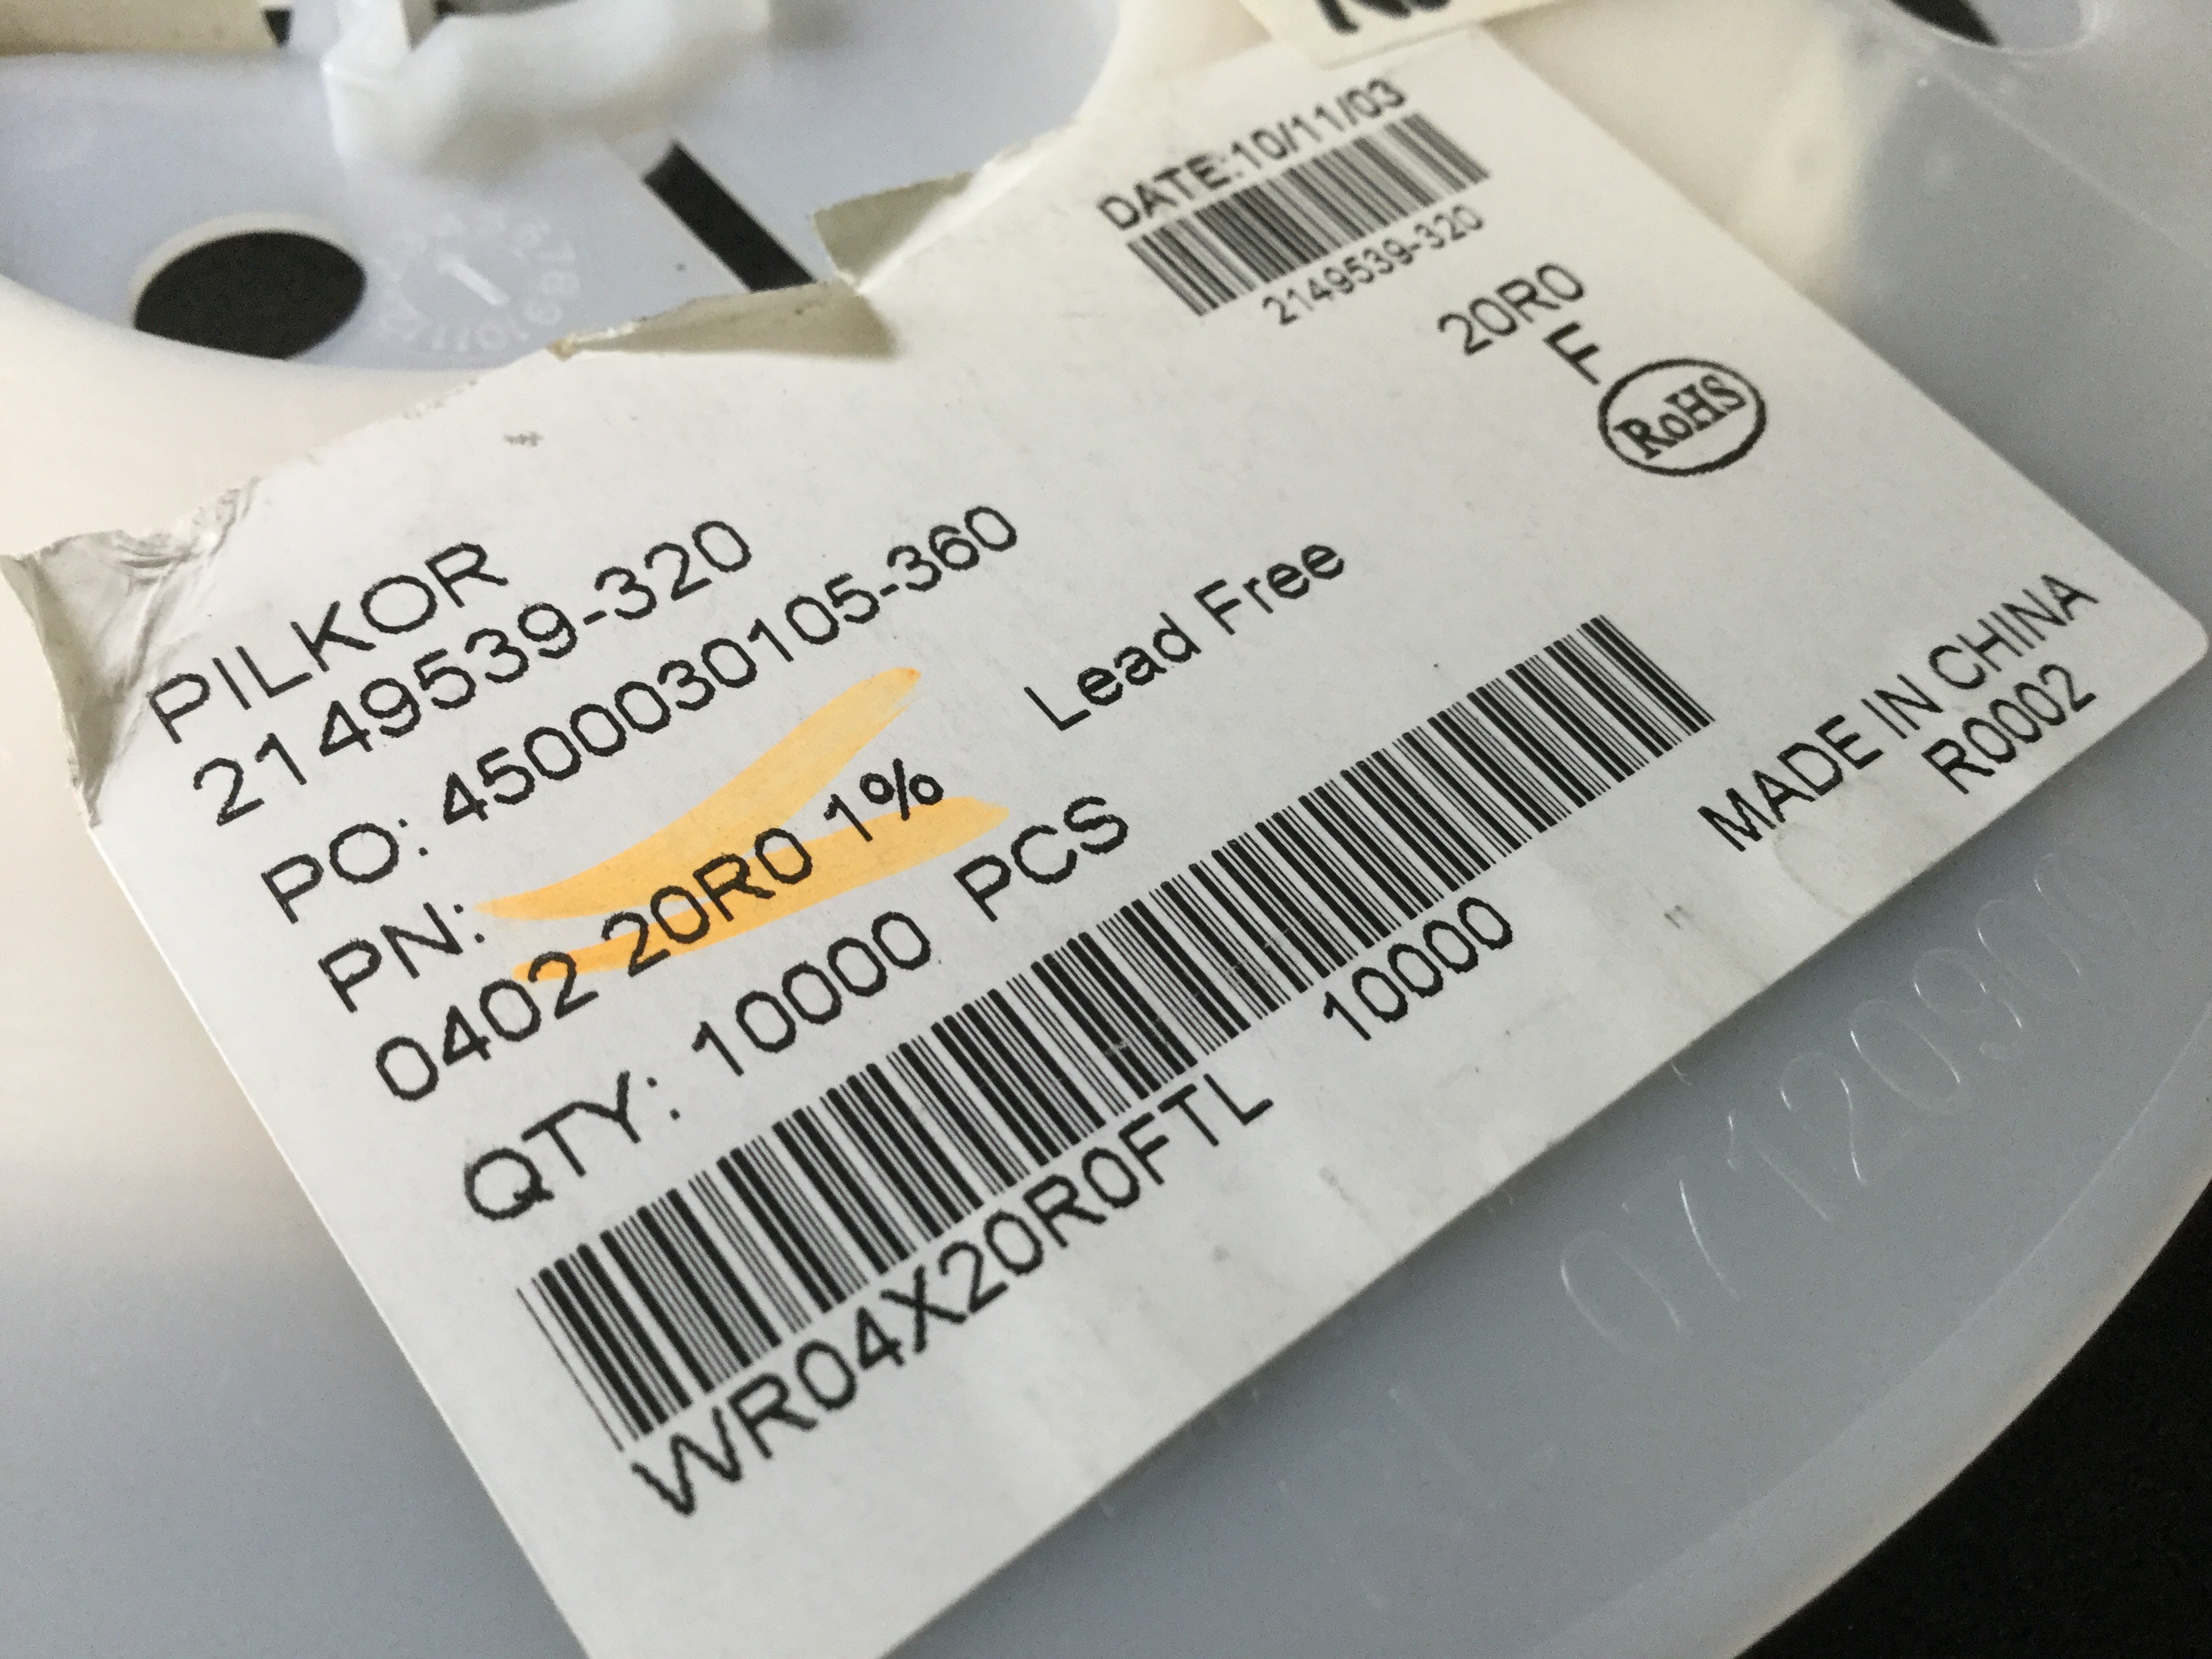 DATE:10/11/03
2149539-320
20R0
F
RoHS
PILKOR
2149539-320
PO: 4500030105-360
PN:
Lead Free
0402 20R0 1%
QTY: 10000 PCS
WR04X20R0FTL 10000
MADE IN CHINA
R0002